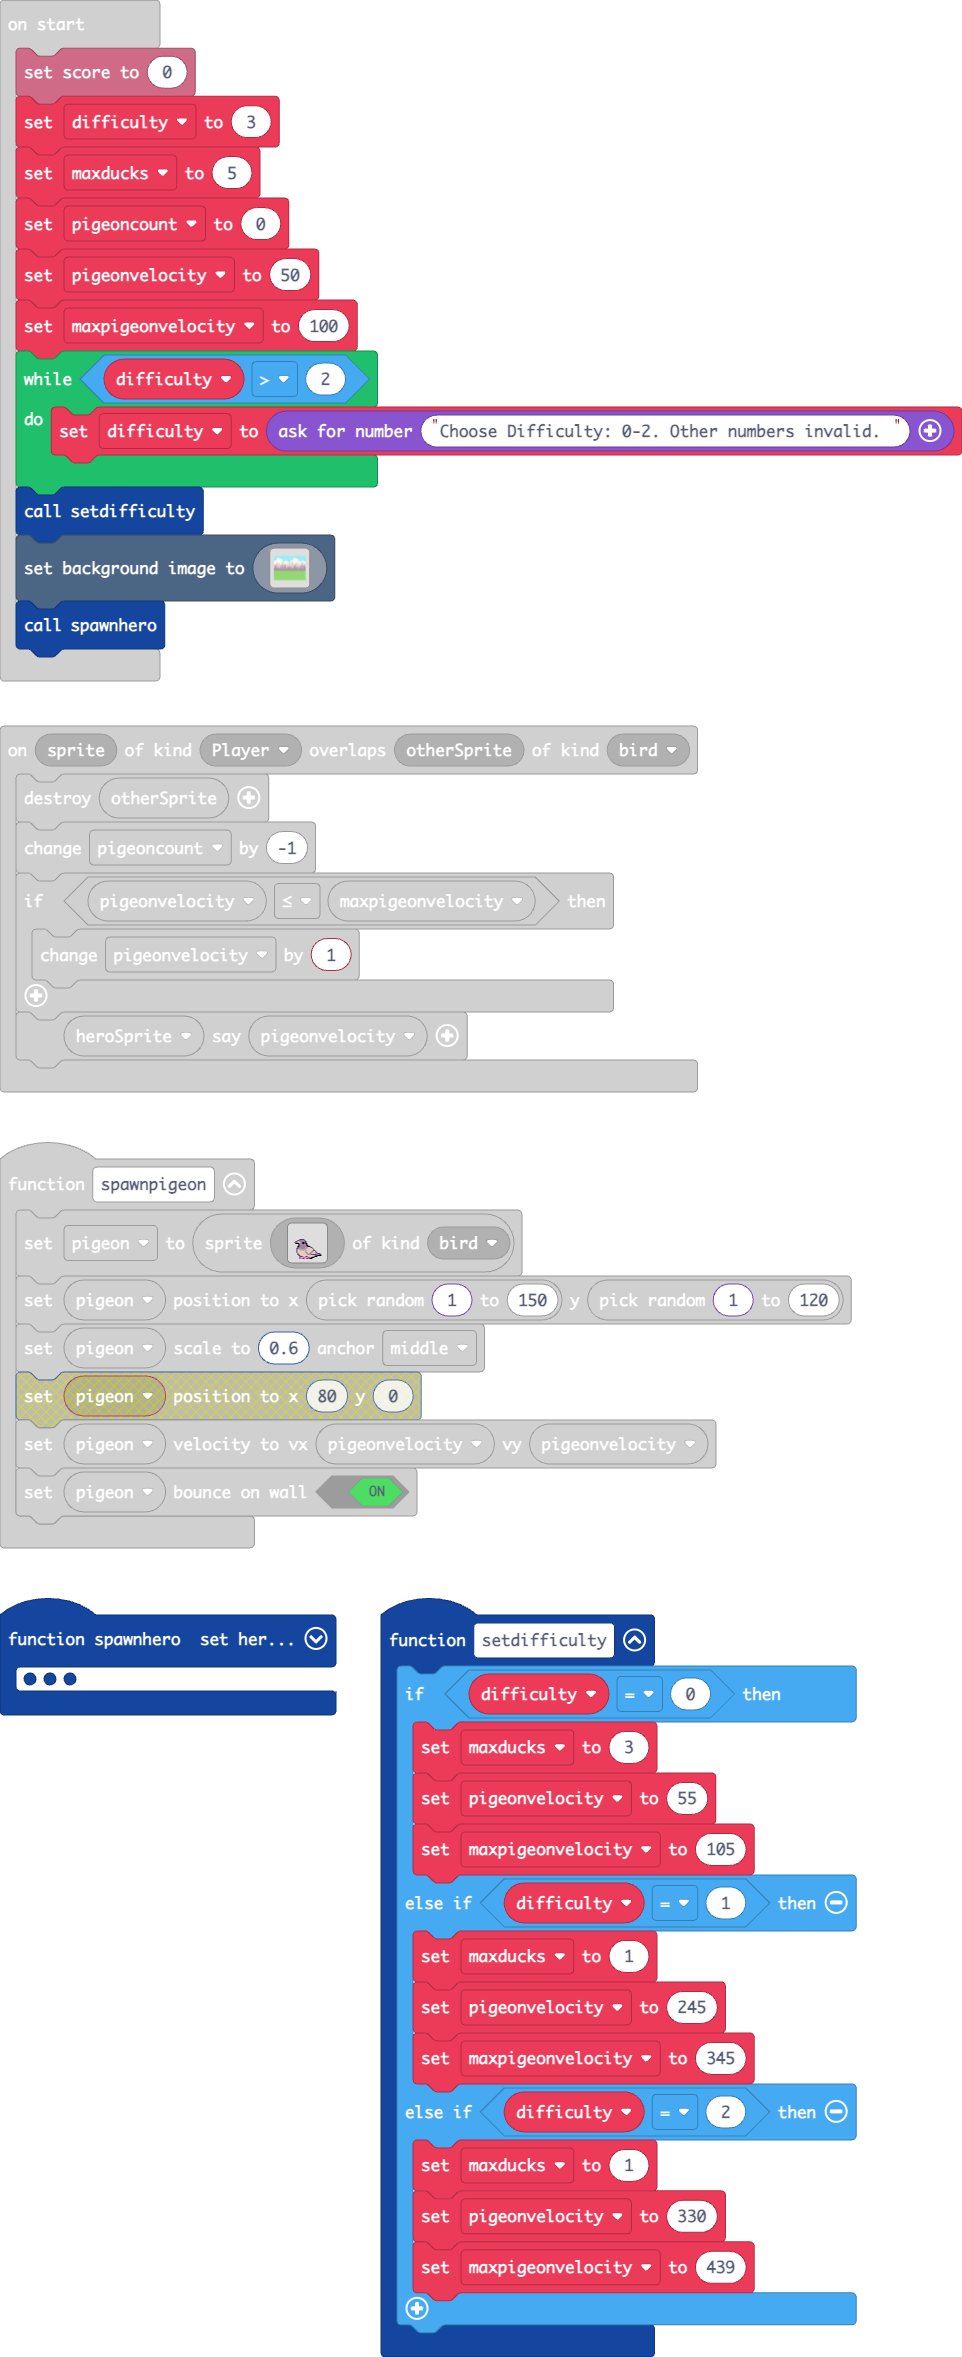 on start
set score to 0
set difficulty to 3
set maxducks to 5
set pigeoncount to 0
set pigeonvelocity to 50
set maxpigeonvelocity to 100
while difficulty > 2
do set difficulty to ask for number "Choose Difficulty: 0-2. Other numbers invalid. "
call setdifficulty
set background image to
call spawnhero
on sprite of kind Player overlaps otherSprite of kind bird
destroy otherSprite
change pigeoncount by -1
if pigeonvelocity ≤ maxpigeonvelocity then
change pigeonvelocity by 1
heroSprite say pigeonvelocity
function spawnpigeon
set pigeon to sprite of kind bird
set pigeon position to x pick random 1 to 150 y pick random 1 to 120
set pigeon scale to 0.6 anchor middle
set pigeon position to x 80 y 0
set pigeon velocity to vx pigeonvelocity vy pigeonvelocity
set pigeon bounce on wall ON
function spawnhero set her...
function setdifficulty
if difficulty = 0 then
set maxducks to 3
set pigeonvelocity to 55
set maxpigeonvelocity to 105
else if difficulty = 1 then
set maxducks to 1
set pigeonvelocity to 245
set maxpigeonvelocity to 345
else if difficulty = 2 then
set maxducks to 1
set pigeonvelocity to 330
set maxpigeonvelocity to 439